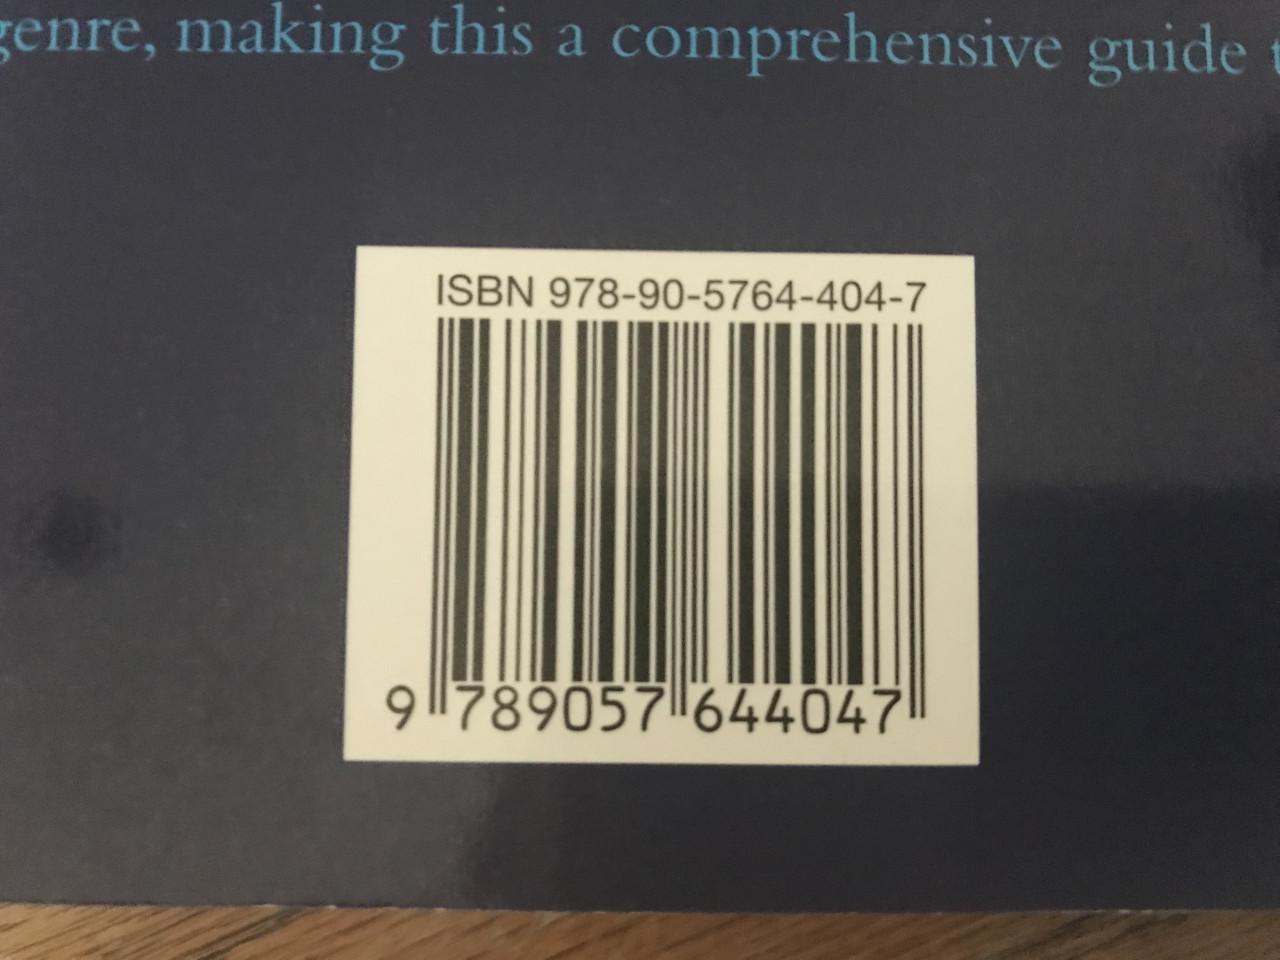 genre, making this a comprehensive guide
ISBN 978-90-5764-404-7
9 789057 644047